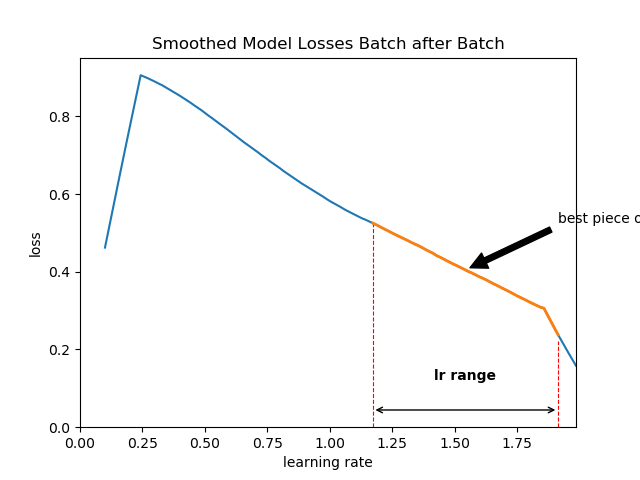 Smoothed Model Losses Batch after Batch
0.8
0.6
0.4
0.2
0.0
loss
best piece
lr range
0.00 0.25 0.50 0.75 1.00 1.25 1.50 1.75
learning rate